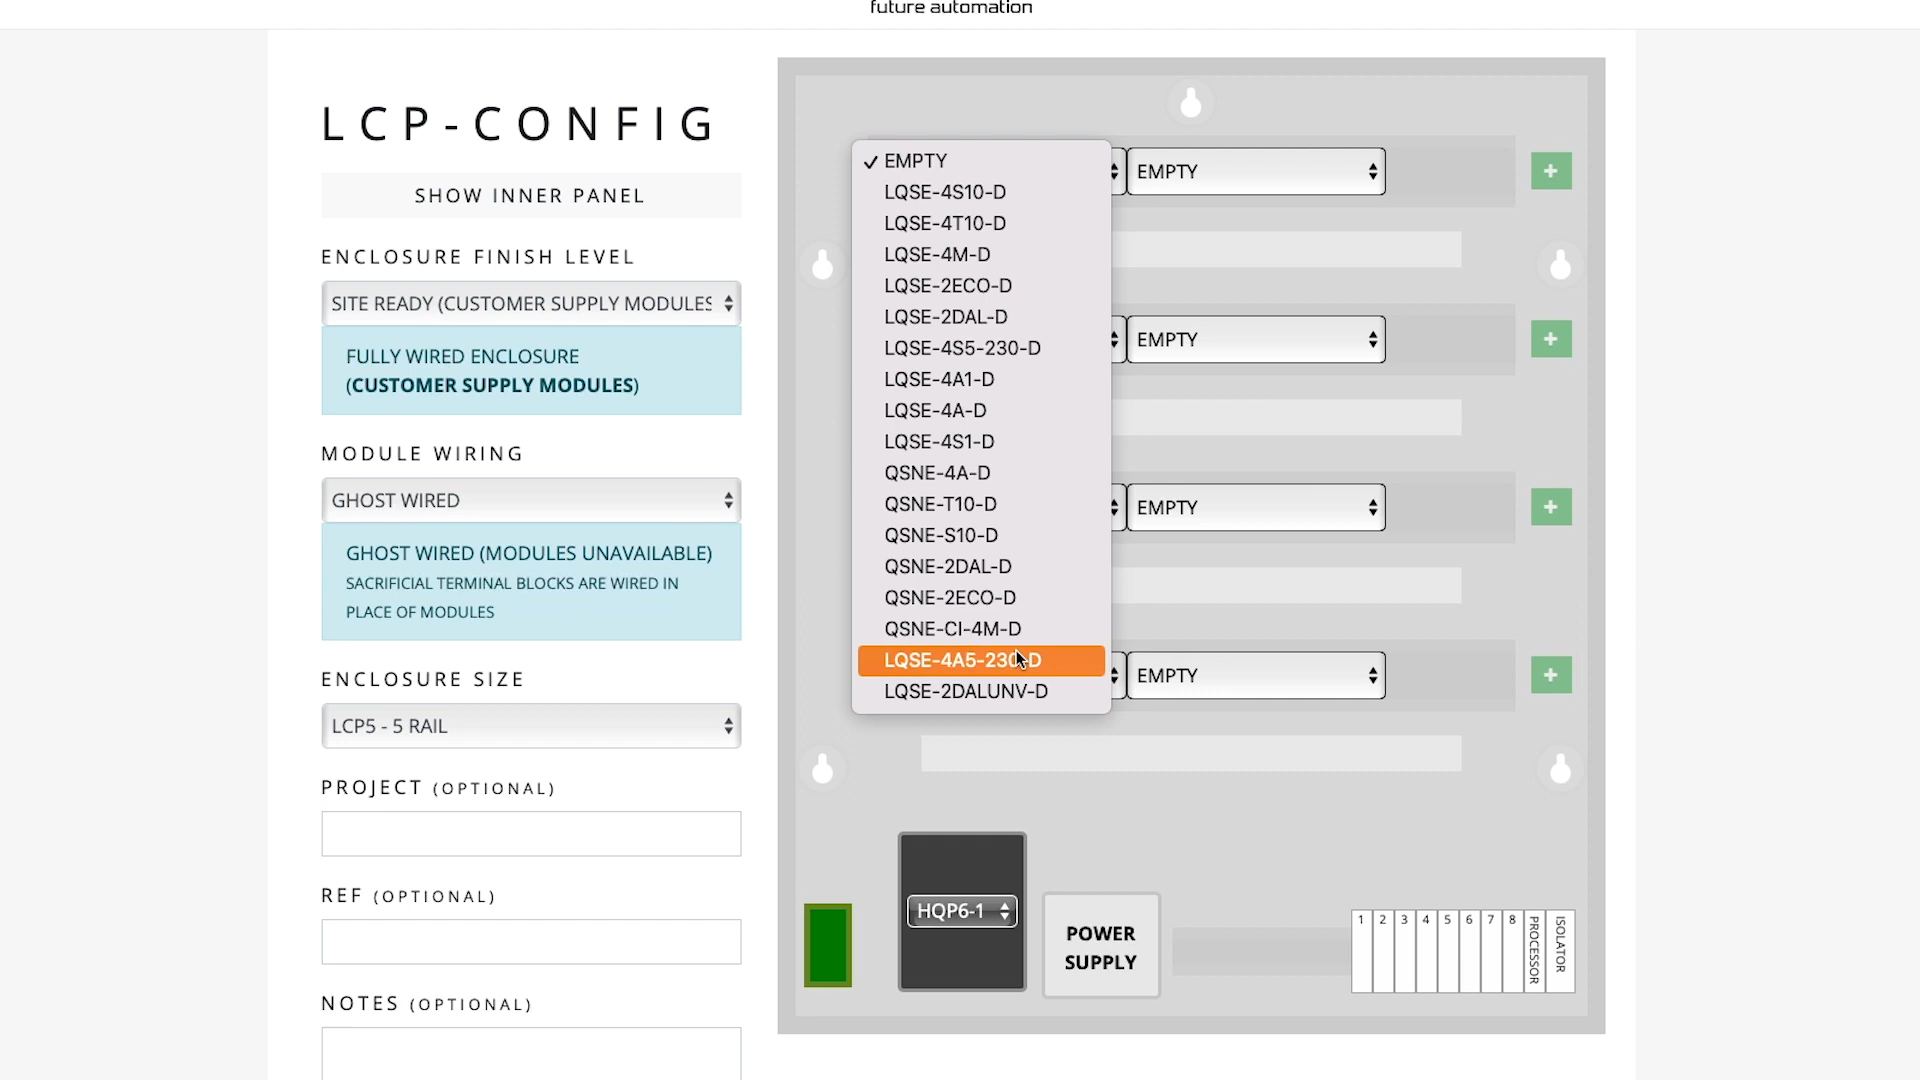 future automation
LCP-CONFIG
SHOW INNER PANEL
ENCLOSURE FINISH LEVEL
SITE READY (CUSTOMER SUPPLY MODULES
FULLY WIRED ENCLOSURE
(CUSTOMER SUPPLY MODULES)
MODULE WIRING
GHOST WIRED
GHOST WIRED (MODULES UNAVAILABLE)
SACRIFICIAL TERMINAL BLOCKS ARE WIRED IN
PLACE OF MODULES
ENCLOSURE SIZE
LCP5 - 5 RAIL
PROJECT (OPTIONAL)
REF (OPTIONAL)
NOTES (OPTIONAL)
✓ EMPTY
LQSE-4S10-D
LQSE-4T10-D
LQSE-4M-D
LQSE-2ECO-D
LQSE-2DAL-D
LQSE-4S5-230-D
LQSE-4A1-D
LQSE-4A-D
LQSE-4S1-D
QSNE-4A-D
QSNE-T10-D
QSNE-S10-D
QSNE-2DAL-D
QSNE-2ECO-D
QSNE-CI-4M-D
LQSE-4A5-230-D
LQSE-2DALUNV-D
EMPTY +
EMPTY +
EMPTY +
EMPTY +
HQP6-1
POWER
SUPPLY
1 2 3 4 5 6 7 8 PROCESSOR ISOLATOR